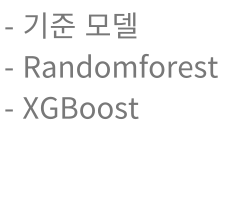 - 기준 모델
- Randomforest
- XGBoost